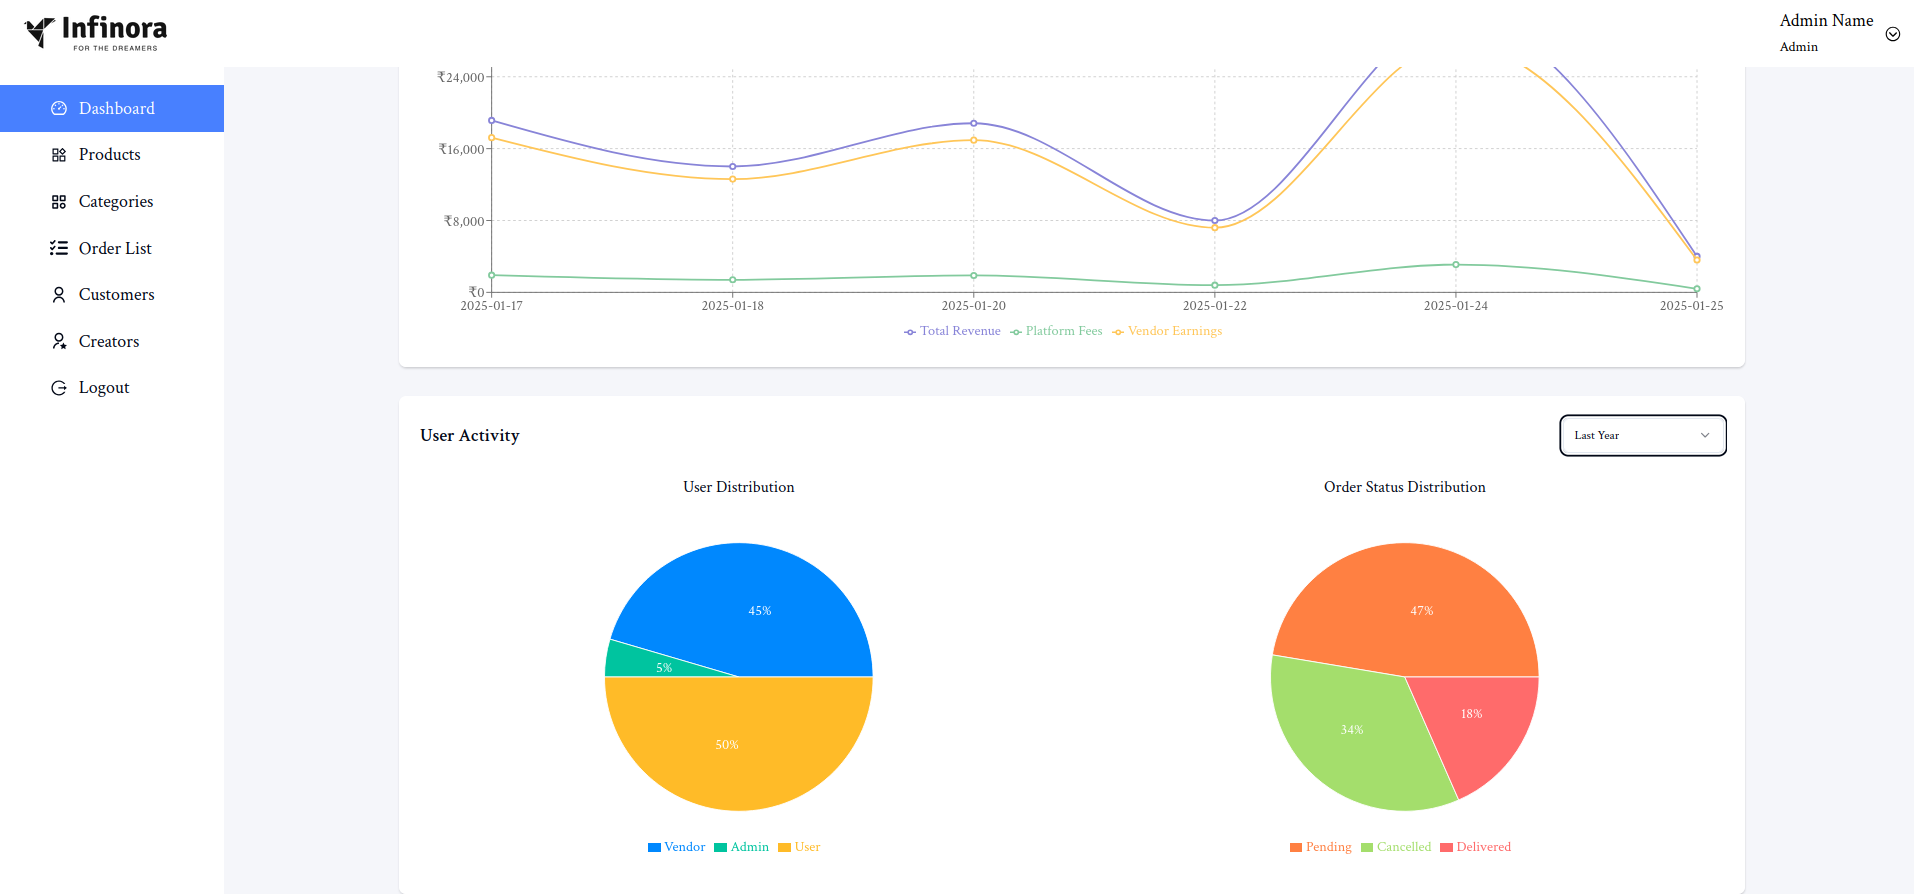 Infinora
FOR THE DREAMERS
Admin Name
Admin
Dashboard
Products
Categories
Order List
Customers
Creators
Logout
₹24,000
₹16,000
₹8,000
₹0
2025-01-17 2025-01-18 2025-01-20 2025-01-22 2025-01-24 2025-01-25
Total Revenue Platform Fees Vendor Earnings
User Activity
Last Year
User Distribution
45%
5%
50%
Vendor Admin User
Order Status Distribution
47%
34%
18%
Pending Cancelled Delivered